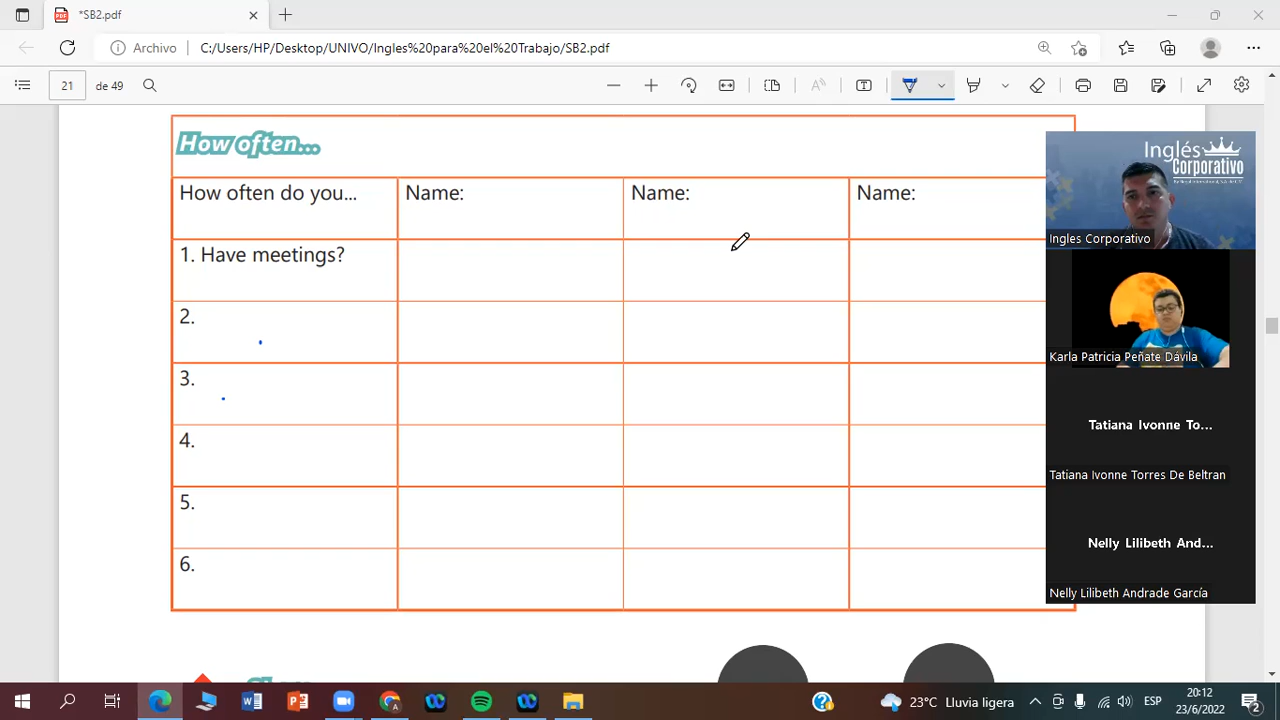 *SB2.pdf
Archivo
C:/Users/HP/Desktop/UNIVO/Ingles%20para%20el%20Trabajo/SB2.pdf
21
de 49
How often...
How often do you...
Name:
Name:
Name:
1. Have meetings?
2.
3.
4.
5.
6.
Inglés
Corporativo
Ingles Corporativo
Karla Patricia Peñate Dávila
Tatiana Ivonne To...
Tatiana Ivonne Torres De Beltran
Nelly Lilibeth And...
Nelly Lilibeth Andrade García
23°C Lluvia ligera
ESP
20:12
23/6/2022
2